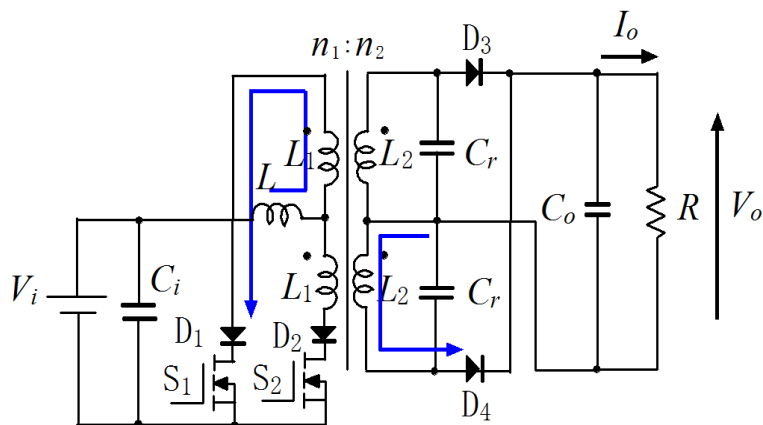 n₁:n₂
D₃
Iₒ
L₁
L₂
Cᵣ
L
Cₒ
R
Vₒ
L₁
L₂
Cᵣ
Cᵢ
Vᵢ
D₁
D₂
S₁
S₂
D₄